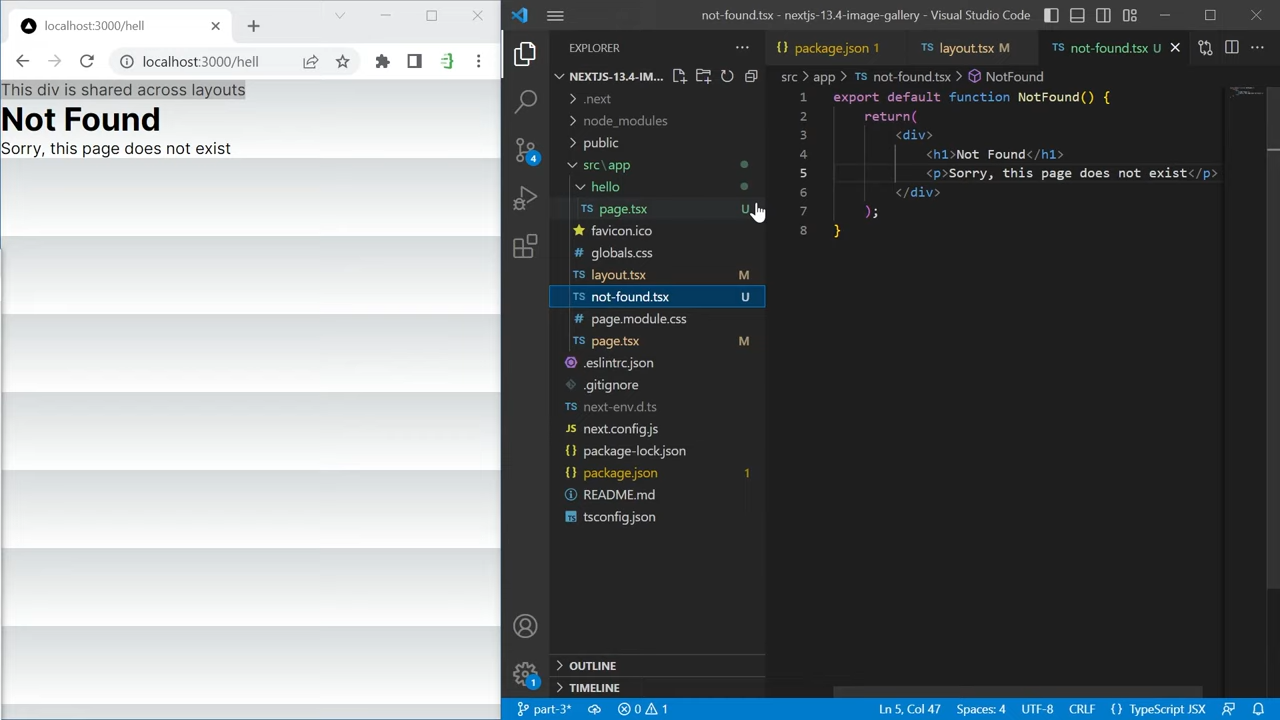 localhost:3000/hell
localhost:3000/hell
This div is shared across layouts
Not Found
Sorry, this page does not exist
not-found.tsx - nextjs-13.4-image-gallery - Visual Studio Code
EXPLORER
NEXTJS-13.4-IM...
.next
node_modules
public
src\app
hello
page.tsx U
favicon.ico
globals.css
layout.tsx M
not-found.tsx U
page.module.css
page.tsx M
.eslintrc.json
.gitignore
next-env.d.ts
next.config.js
package-lock.json
package.json 1
README.md
tsconfig.json
OUTLINE
TIMELINE
4
1
package.json 1
layout.tsx M
not-found.tsx U
src > app > not-found.tsx > NotFound
1 export default function NotFound() {
2 return(
3 <div>
4 <h1>Not Found</h1>
5 <p>Sorry, this page does not exist</p>
6 </div>
7 );
8 }
part-3* 0 1 Ln 5, Col 47 Spaces: 4 UTF-8 CRLF {} TypeScript JSX